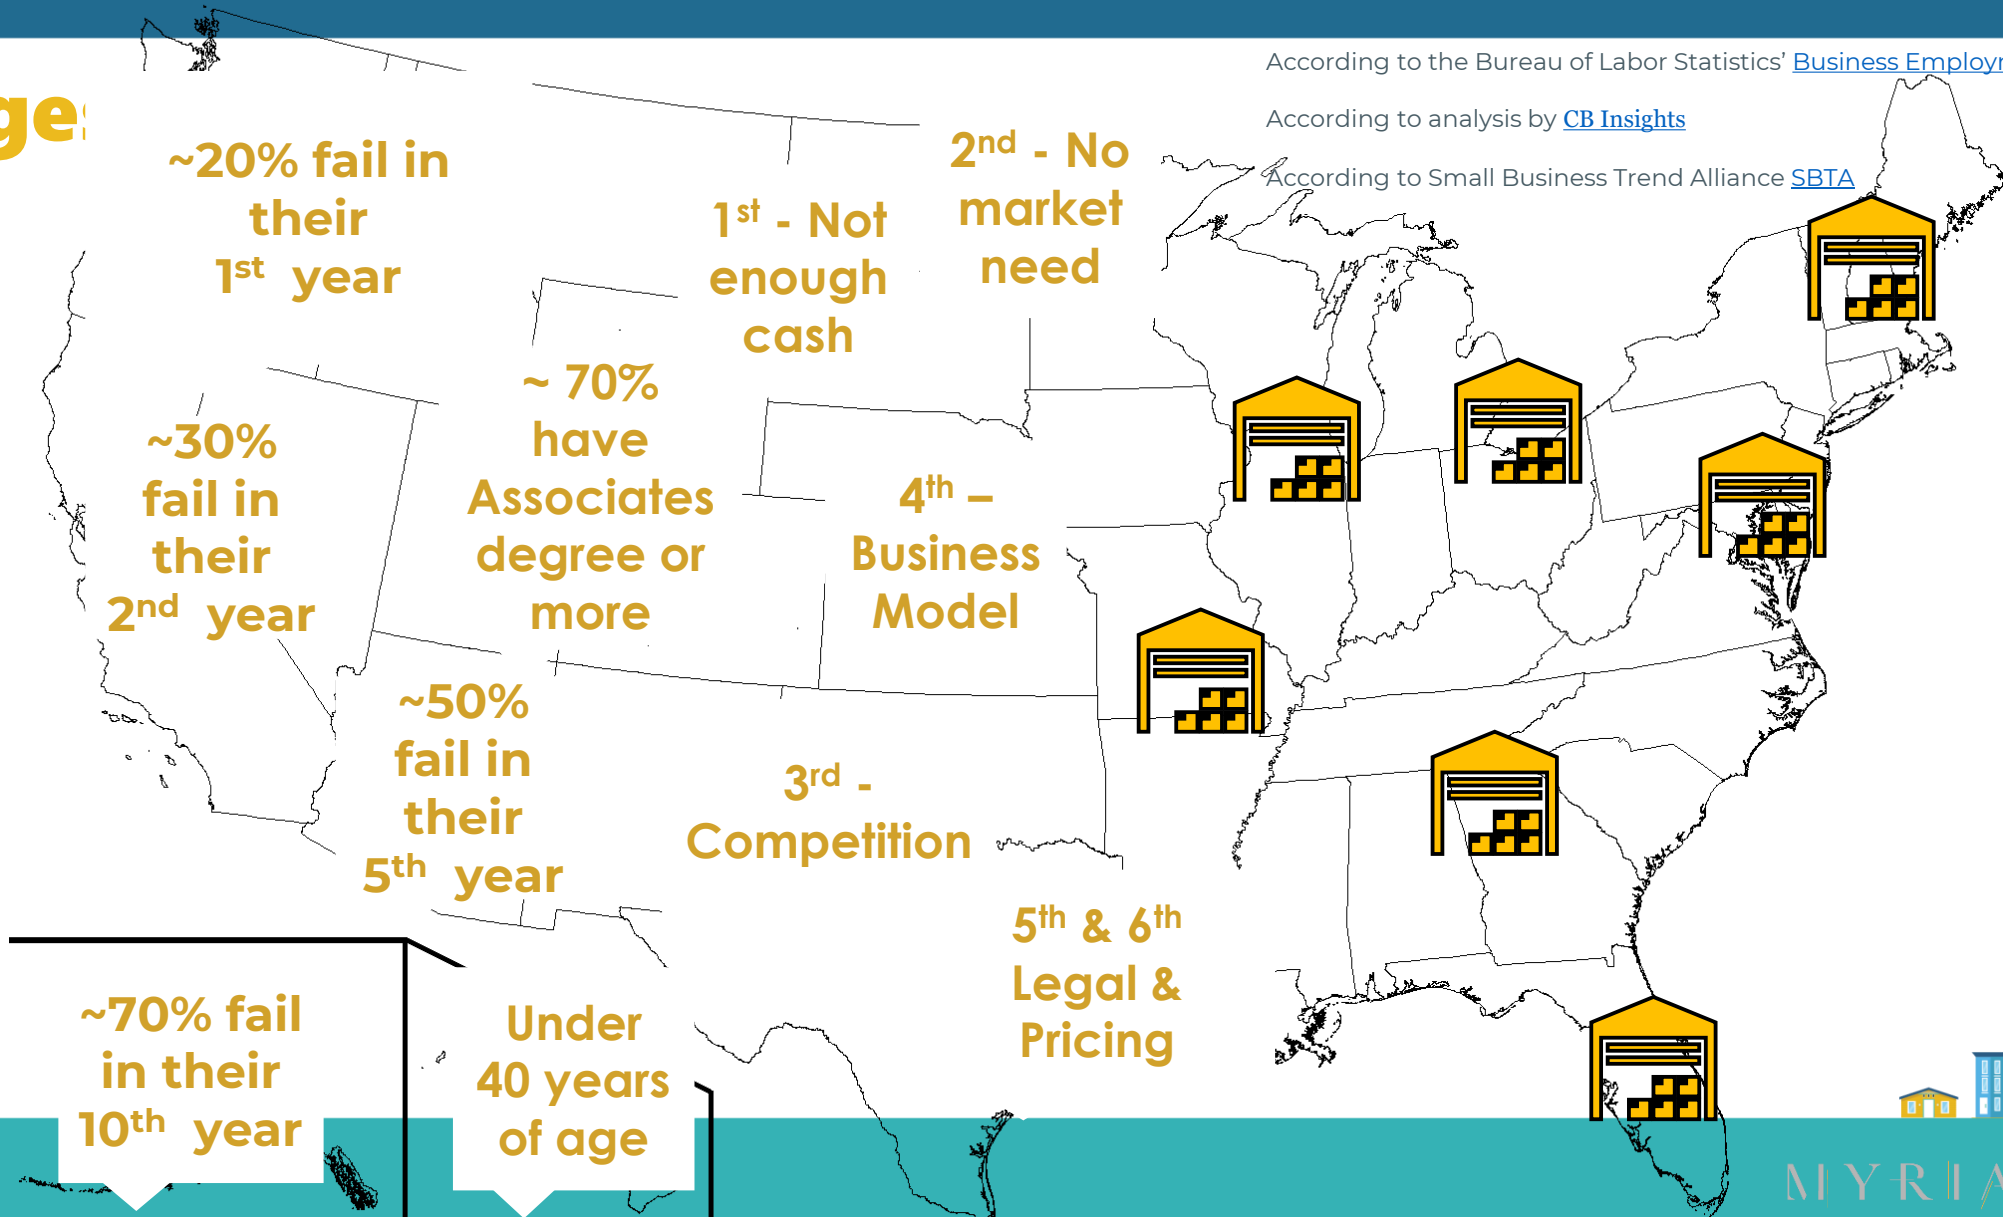 According to the Bureau of Labor Statistics’ Business
According to analysis by CB Insights
According to Small Business Trend Alliance SBTA
~20% fail in
their
1st year
1st - Not
enough
cash
2nd - No
market
need
~30%
fail in
their
2nd year
~ 70%
have
Associates
degree or
more
4th –
Business
Model
~50%
fail in
their
5th year
3rd -
Competition
5th & 6th
Legal &
Pricing
~70% fail
in their
10th year
Under
40 years
of age